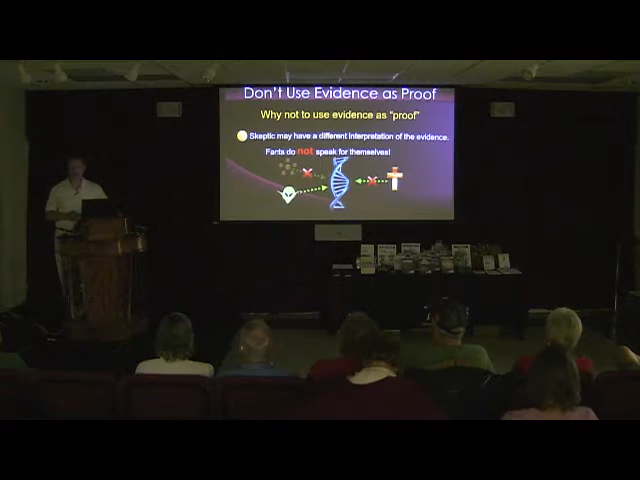 Don't Use Evidence as Proof
Why not to use evidence as "proof"
Skeptic may have a different interpretation of the evidence.
Facts do not speak for themselves!